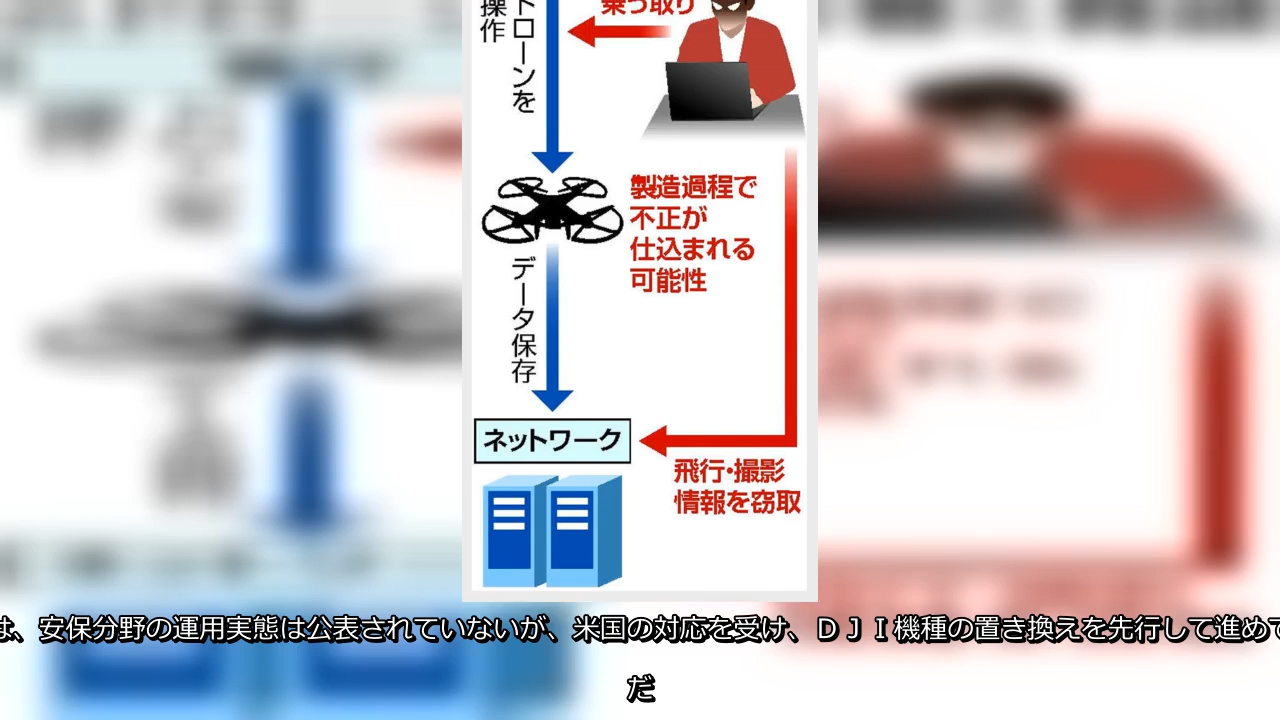 乗っ取り
ドローンを
操作
製造過程で
不正が
仕込まれる
可能性
データ保存
ネットワーク
飛行・撮影
情報を窃取
は、安保分野の運用実態は公表されていないが、米国の対応を受け、ＤＪＩ機種の置き換えを先行して進めて
だ